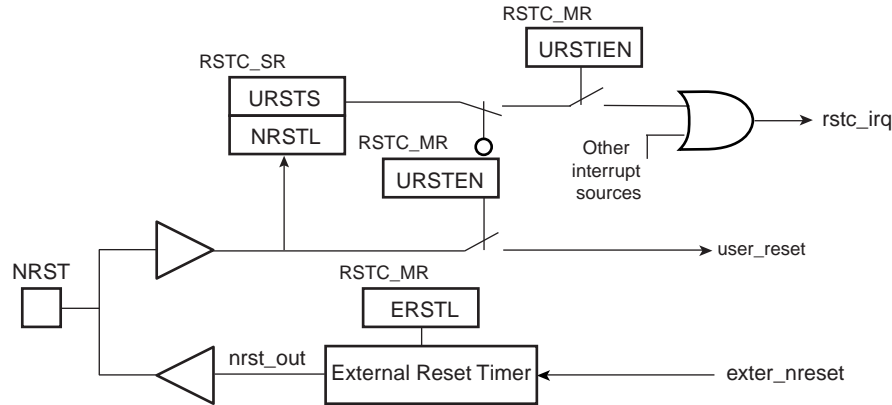 RSTC_MR
URSTIEN
RSTC_SR
URSTS
NRSTL
rstc_irq
RSTC_MR
Other
interrupt
sources
URSTEN
user_reset
NRST
RSTC_MR
ERSTL
nrst_out
External Reset Timer
exter_nreset